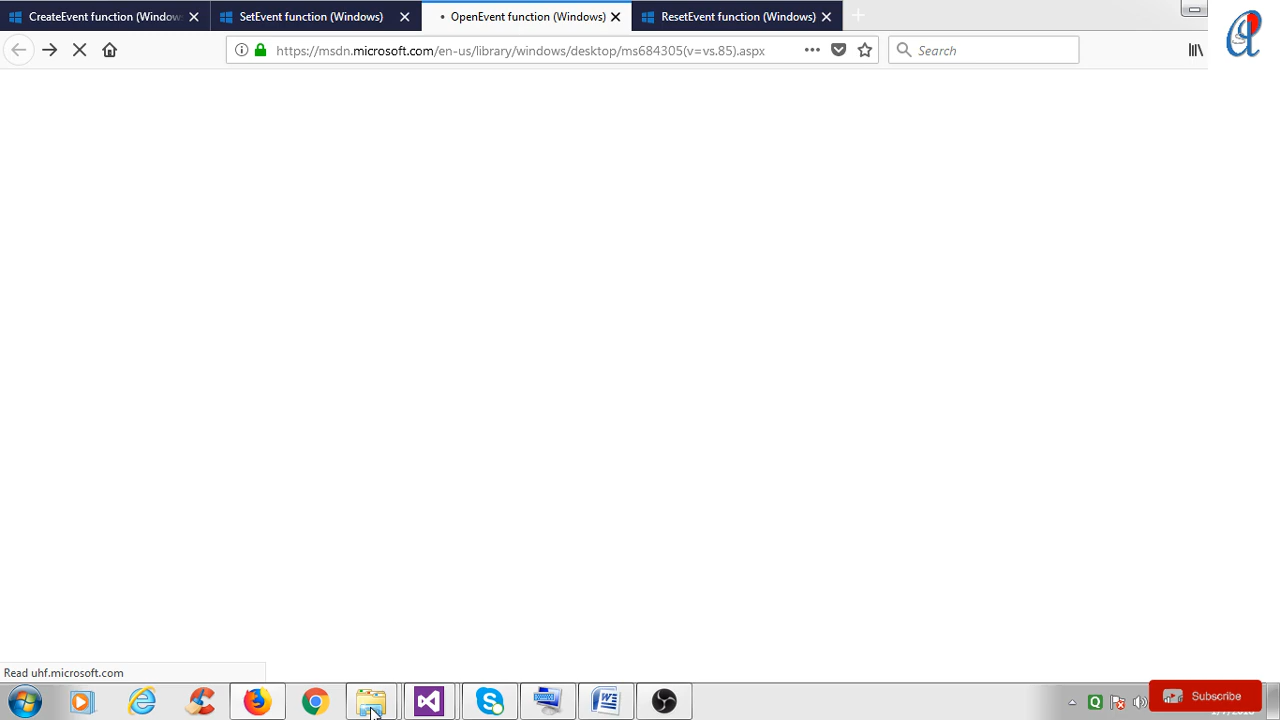 CreateEvent function (Window
SetEvent function (Windows)
OpenEvent function (Windows)
ResetEvent function (Windows)
https://msdn.microsoft.com/en-us/library/windows/desktop/ms684305(v=vs.85).aspx
Search
Read uhf.microsoft.com
Subscribe